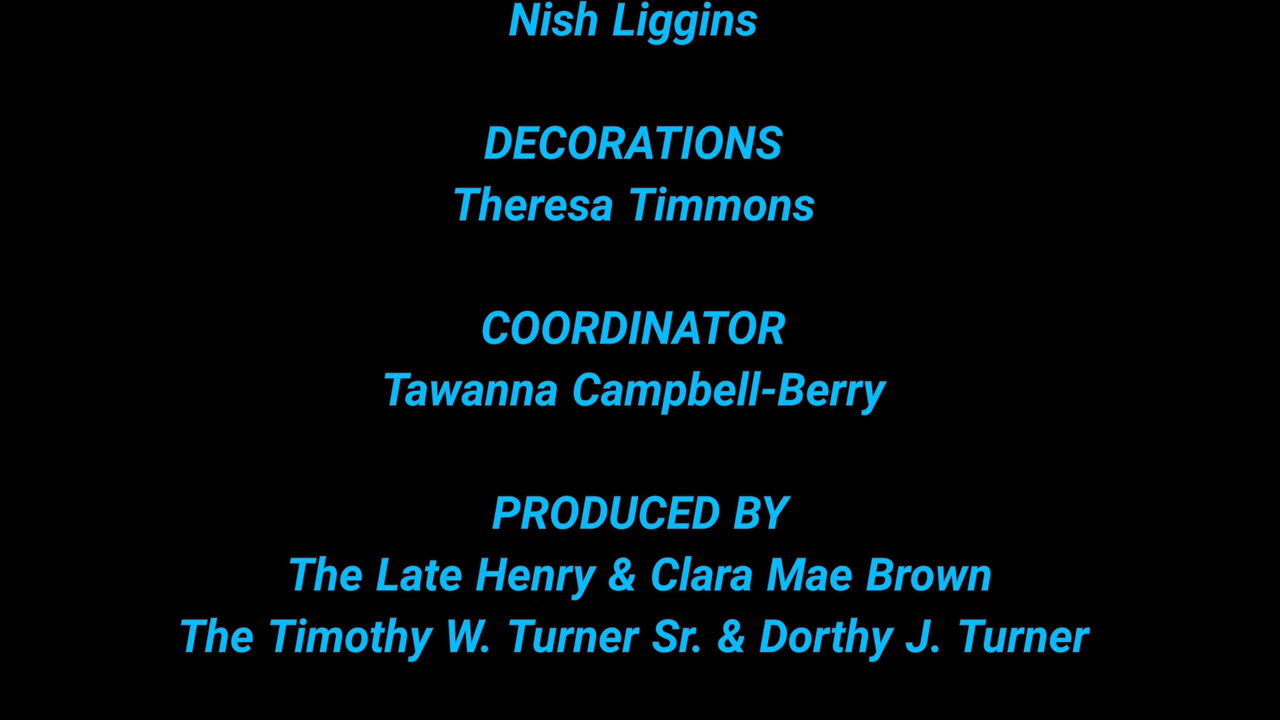 Nish Liggins
DECORATIONS
Theresa Timmons
COORDINATOR
Tawanna Campbell-Berry
PRODUCED BY
The Late Henry & Clara Mae Brown
The Timothy W. Turner Sr. & Dorthy J. Turner